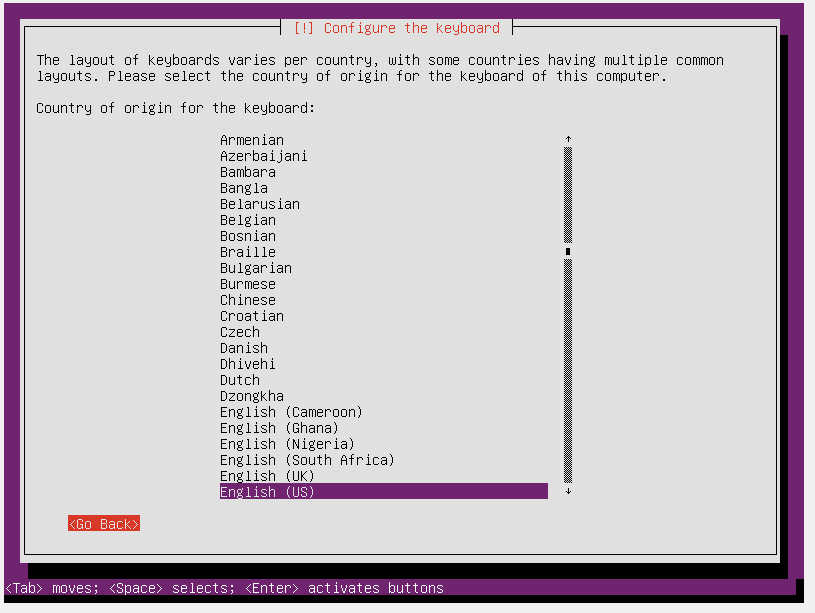 [!] Configure the keyboard
The layout of keyboards varies per country, with some countries having multiple common
layouts. Please select the country of origin for the keyboard of this computer.
Country of origin for the keyboard:
Armenian
Azerbaijani
Bambara
Bangla
Belarusian
Belgian
Bosnian
Braille
Bulgarian
Burmese
Chinese
Croatian
Czech
Danish
Dhivehi
Dutch
Dzongkha
English (Cameroon)
English (Ghana)
English (Nigeria)
English (South Africa)
English (UK)
English (US)
<Go Back>
<Tab> moves; <Space> selects; <Enter> activates buttons